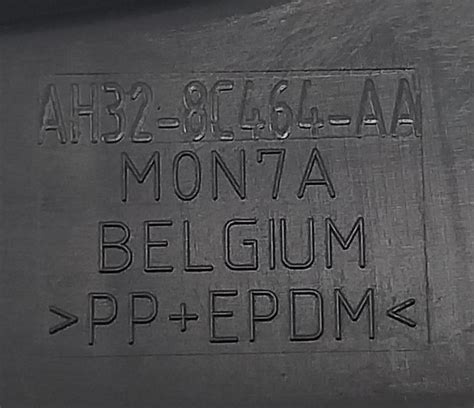 AH32-8C464-AA
MON7A
BELGIUM
>PP+EPDM<